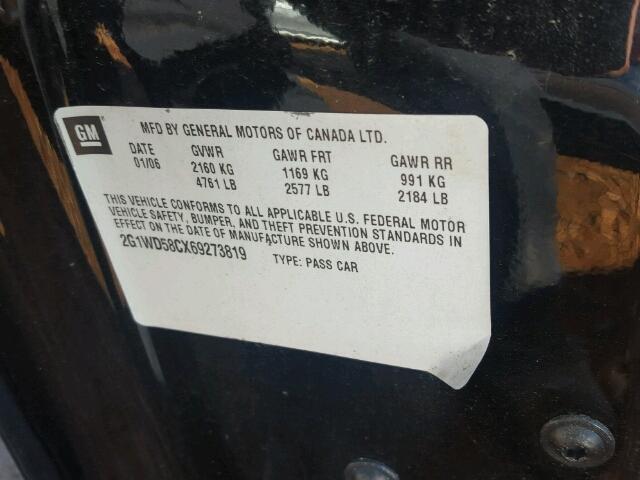 GM
MFD BY GENERAL MOTORS OF CANADA LTD.
DATE GVWR GAWR FRT GAWR RR
01/06 2160 KG 1169 KG 991 KG
4761 LB 2577 LB 2184 LB
THIS VEHICLE CONFORMS TO ALL APPLICABLE U.S. FEDERAL MOTOR
VEHICLE SAFETY, BUMPER, AND THEFT PREVENTION STANDARDS IN
EFFECT ON THE DATE OF MANUFACTURE SHOWN ABOVE.
2G1WD58CX69273819 TYPE: PASS CAR